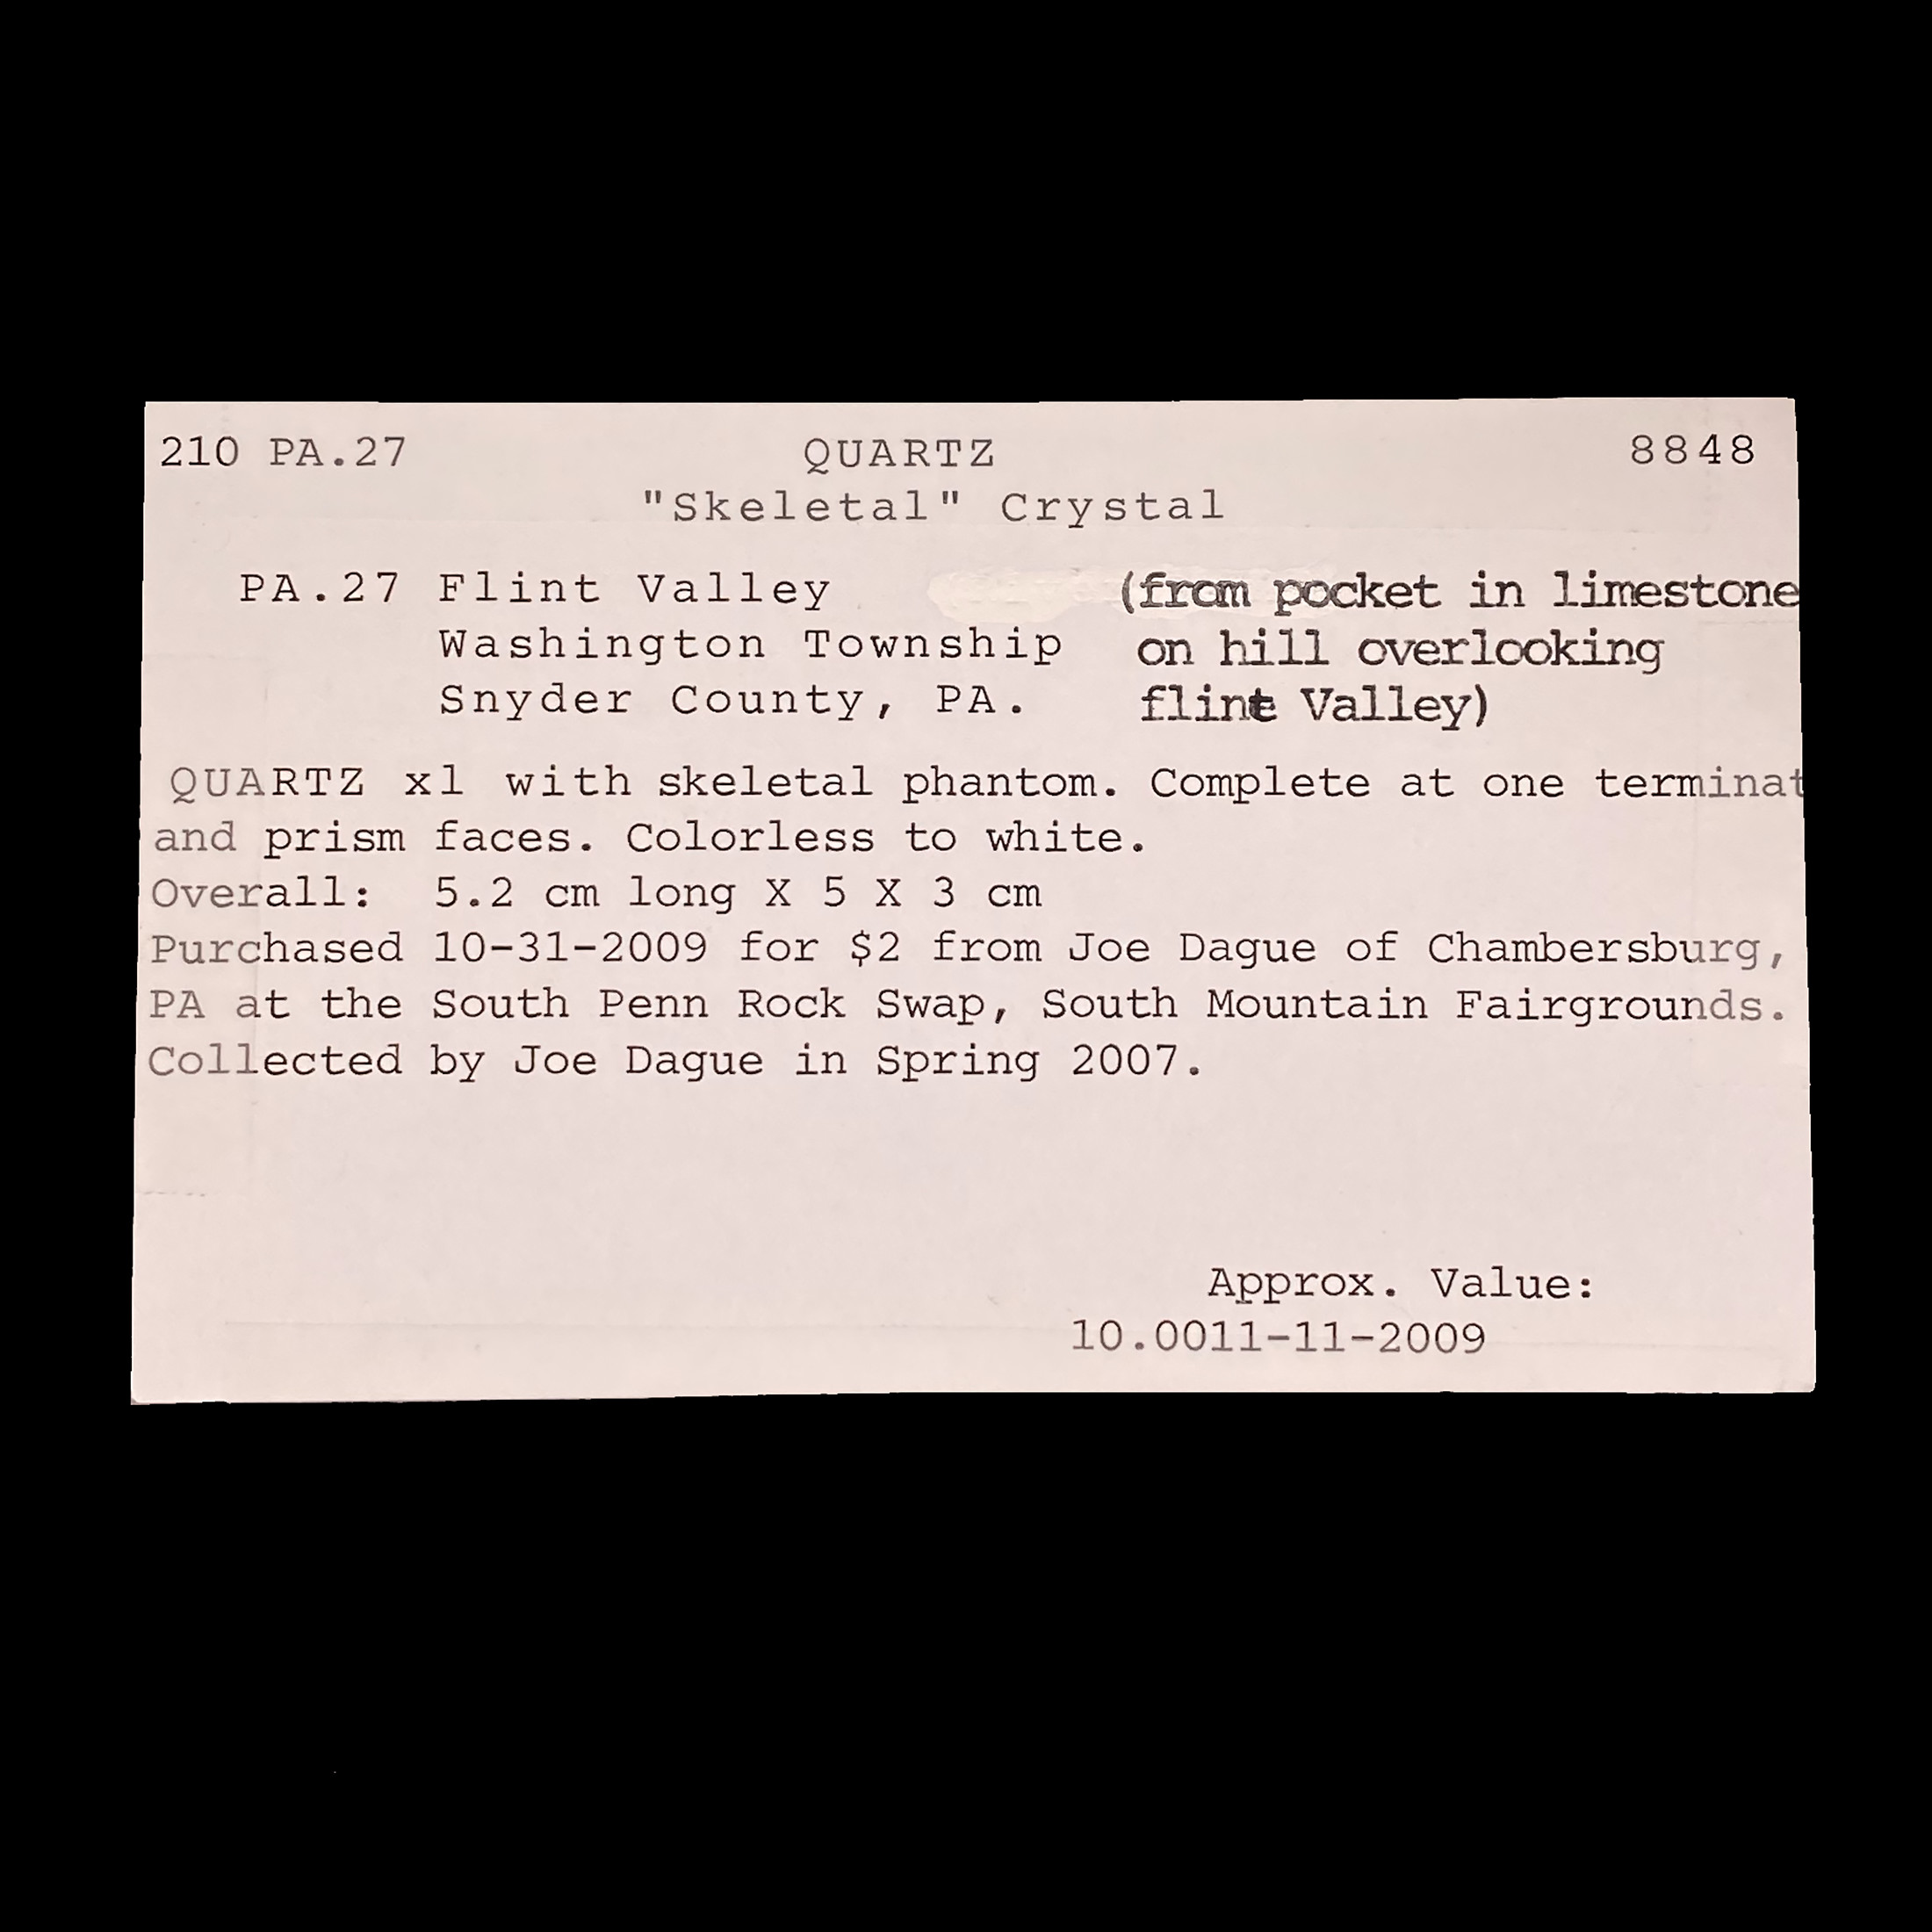 210 PA.27 QUARTZ 8848
"Skeletal" Crystal
PA.27 Flint Valley (from pocket in limestone
Washington Township on hill overlooking
Snyder County, PA. flint Valley)
QUARTZ xl with skeletal phantom. Complete at one terminat
and prism faces. Colorless to white.
Overall: 5.2 cm long X 5 X 3 cm
Purchased 10-31-2009 for $2 from Joe Dague of Chambersburg,
PA at the South Penn Rock Swap, South Mountain Fairgrounds.
Collected by Joe Dague in Spring 2007.
Approx. Value:
10.0011-11-2009